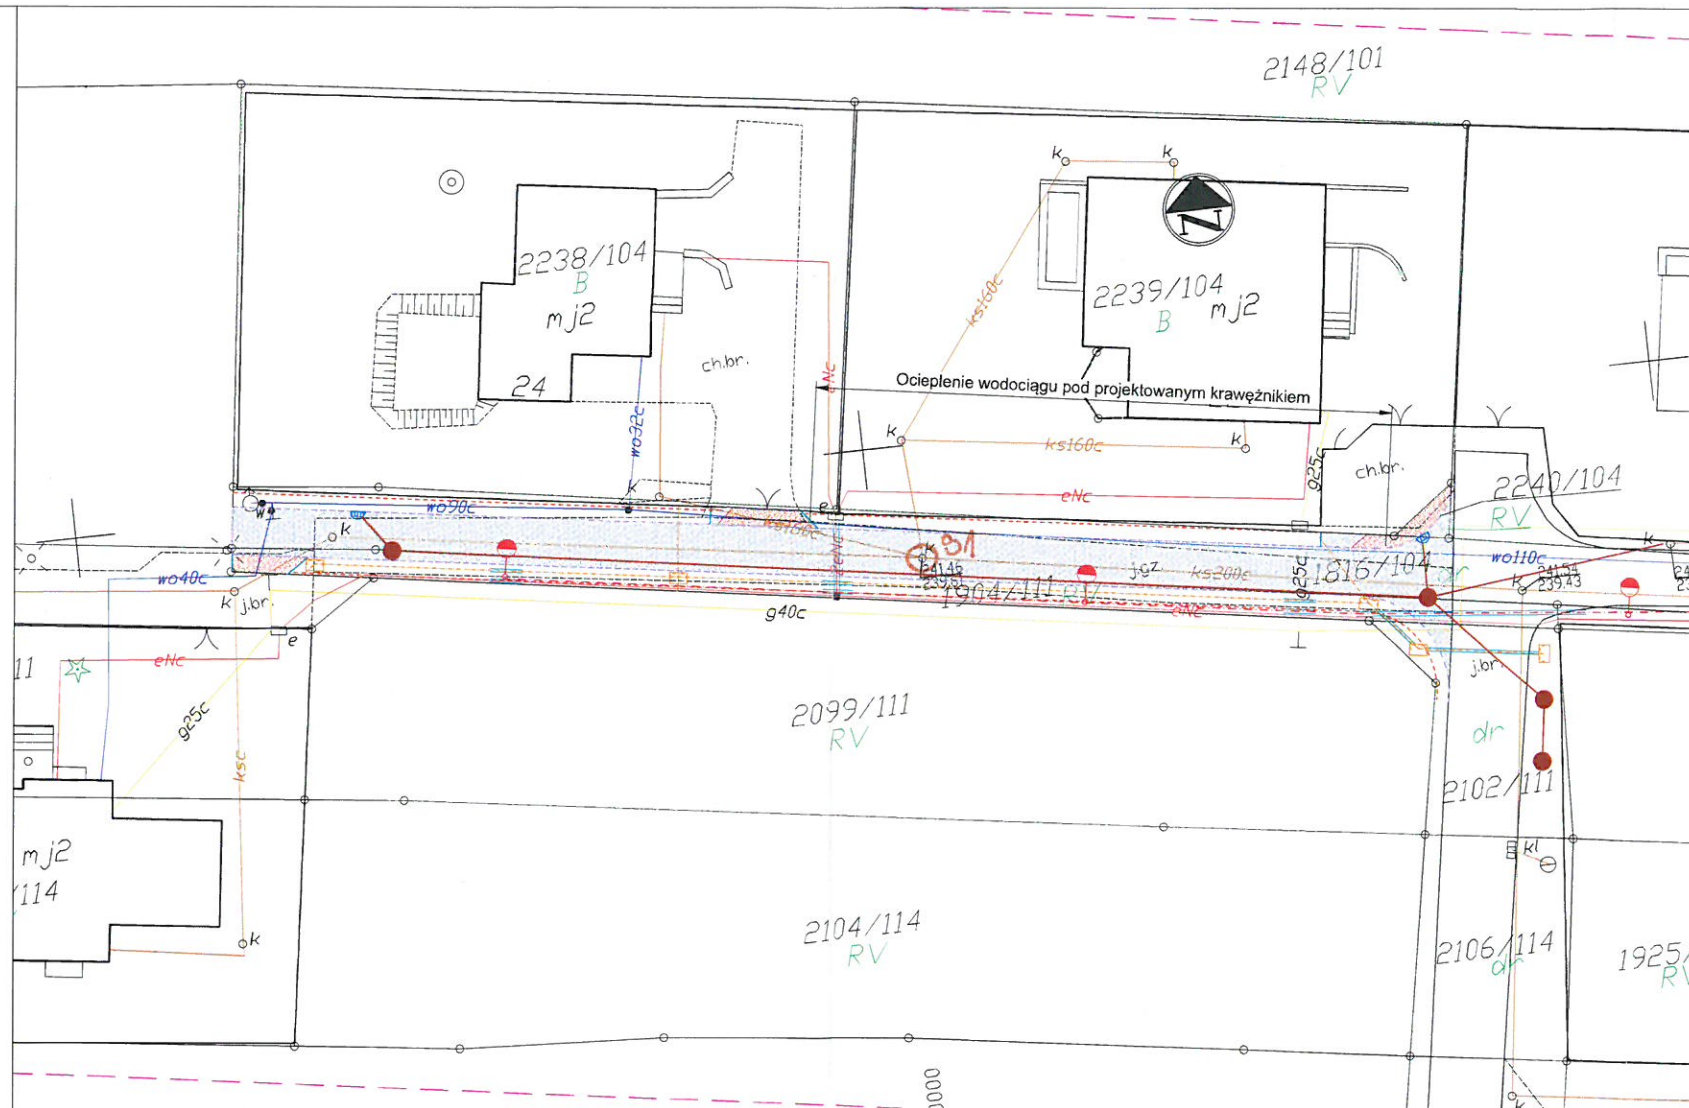 2148/101
RV
k
k
2238/104
B
mj2
24
ch.br.
ks160c
2239/104
B
mj2
Ocieplenie wodociągu pod projektowanym krawężnikiem
eNc
wo32c
k
ks160c
k
g25c
ch.br.
2240/104
RV
k
eNc
e
w
wo90c
k
S1
k
241.46
j.gz
ks200c
g25c
1816/104
dr
wo110c
k
k
241.54
239.43
wo40c
k
j.br.
1904/111
RV
eNc
g40c
e
eNc
11
j.br.
g25c
ksc
2099/111
RV
dr
2102/111
mj2
/114
k
kl
2104/114
RV
2106/114
dr
1925/
RV
k